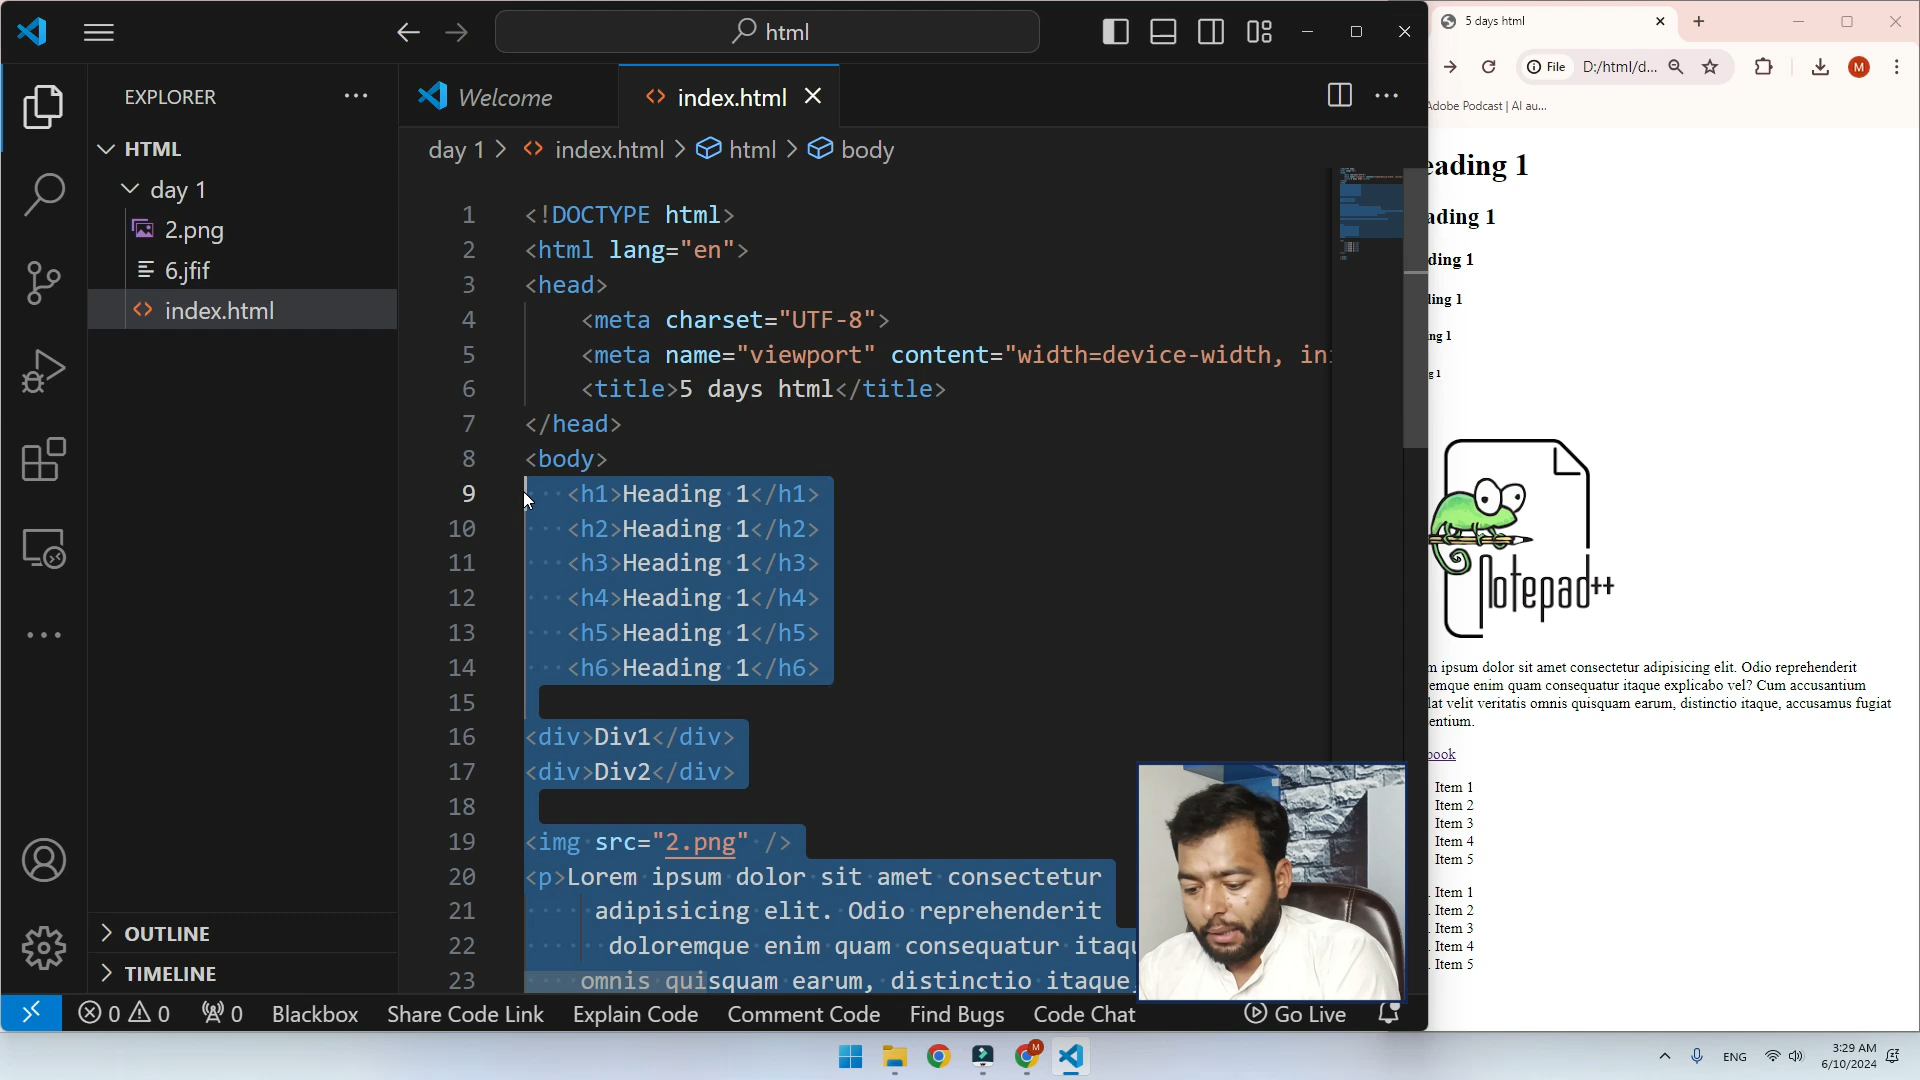 html
EXPLORER
HTML
day 1
2.png
6.jfif
index.html
OUTLINE
TIMELINE
Welcome
index.html
day 1 > index.html > html > body
1 <!DOCTYPE html>
2 <html lang="en">
3 <head>
4 <meta charset="UTF-8">
5 <meta name="viewport" content="width=device-width,
6 <title>5 days html</title>
7 </head>
8 <body>
9 <h1>Heading 1</h1>
10 <h2>Heading 1</h2>
11 <h3>Heading 1</h3>
12 <h4>Heading 1</h4>
13 <h5>Heading 1</h5>
14 <h6>Heading 1</h6>
15
16 <div>Div1</div>
17 <div>Div2</div>
18
19 <img src="2.png" />
20 <p>Lorem ipsum dolor sit amet consectetur
21 adipisicing elit. Odio reprehenderit
22 doloremque enim quam consequatur
23 omnis quisquam earum, distinctio itaque,
0 0 0 Blackbox Share Code Link Explain Code Comment Code Find Bugs Code Chat Go Live
5 days html
File D:/html/d...
M
Adobe Podcast | AI au...
eading 1
ading 1
ding 1
ding 1
ng 1
g 1
Notepad++
m ipsum dolor sit amet consectetur adipisicing elit. Odio reprehenderit
emque enim quam consequatur itaque explicabo vel? Cum accusantium
lat velit veritatis omnis quisquam earum, distinctio itaque, accusamus fugiat
entium.
book
Item 1
Item 2
Item 3
Item 4
Item 5
Item 1
Item 2
Item 3
Item 4
Item 5
M
ENG
3:29 AM
6/10/2024